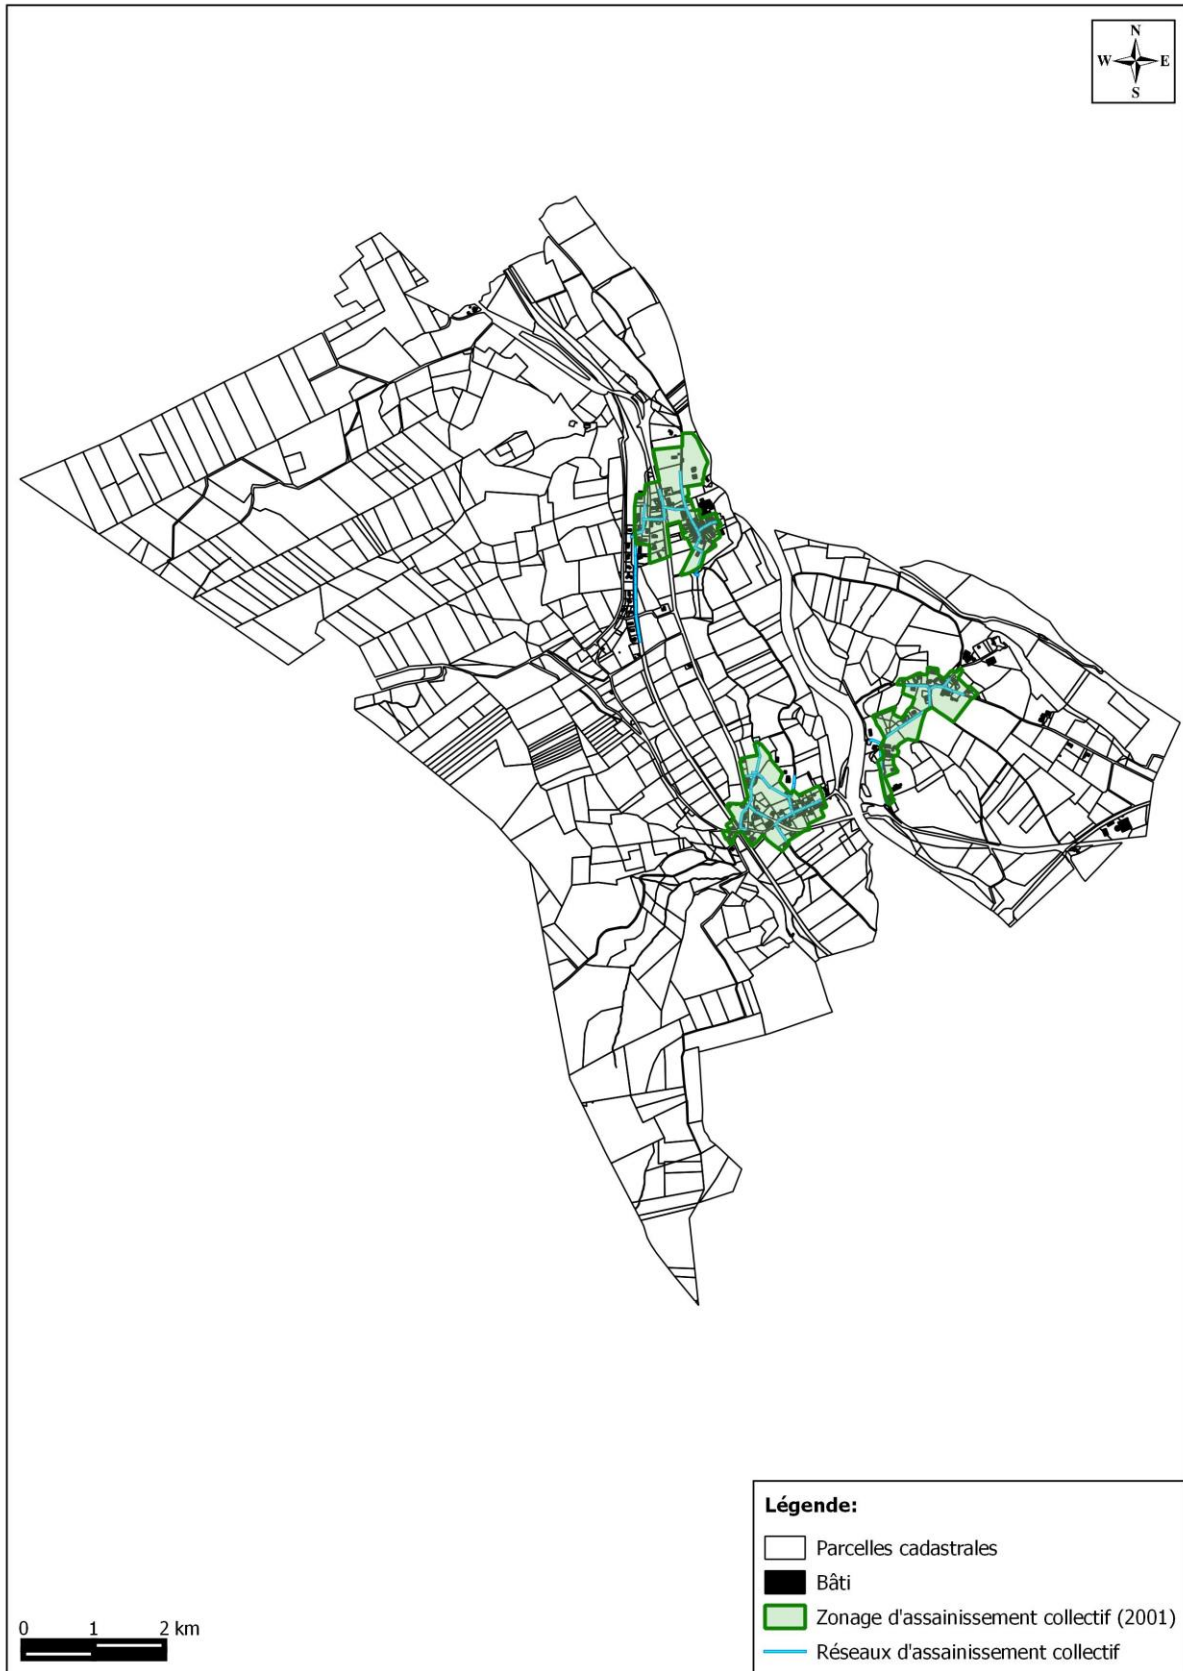 N
W E
S
Légende:
Parcelles cadastrales
Bâti
Zonage d'assainissement collectif (2001)
Réseaux d'assainissement collectif
0 1 2 km